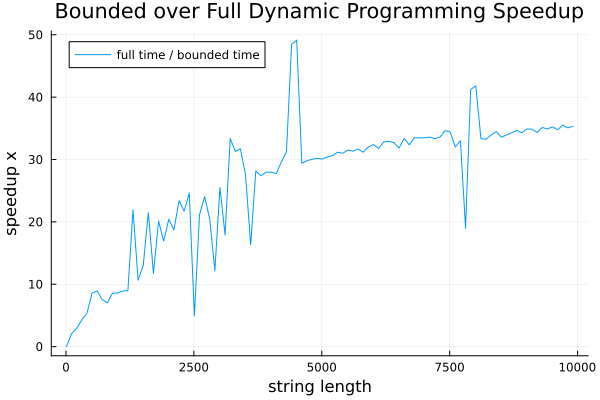 Bounded over Full Dynamic Programming Speedup
full time / bounded time
speedup x
50
40
30
20
10
0
0 2500 5000 7500 10000
string length